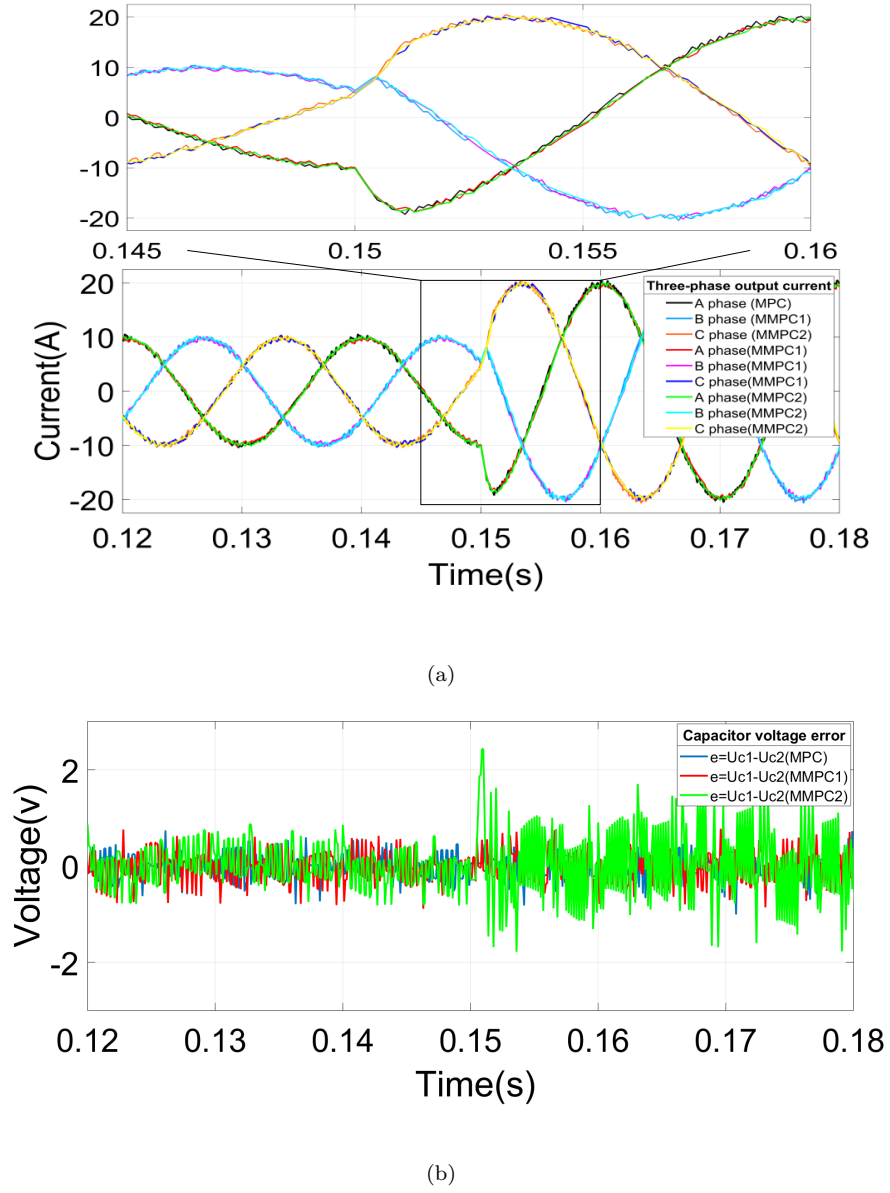 20
10
0
-10
-20
0.145 0.15 0.155 0.16
20
10
0
-10
-20
Current(A)
Three-phase output current
A phase (MPC)
B phase (MMPC1)
C phase (MMPC2)
A phase(MMPC1)
B phase(MMPC1)
C phase(MMPC1)
A phase(MMPC2)
B phase(MMPC2)
C phase(MMPC2)
0.12 0.13 0.14 0.15 0.16 0.17 0.18
Time(s)
(a)
2
0
-2
Voltage(v)
Capacitor voltage error
e=Uc1-Uc2(MPC)
e=Uc1-Uc2(MMPC1)
e=Uc1-Uc2(MMPC2)
0.12 0.13 0.14 0.15 0.16 0.17 0.18
Time(s)
(b)